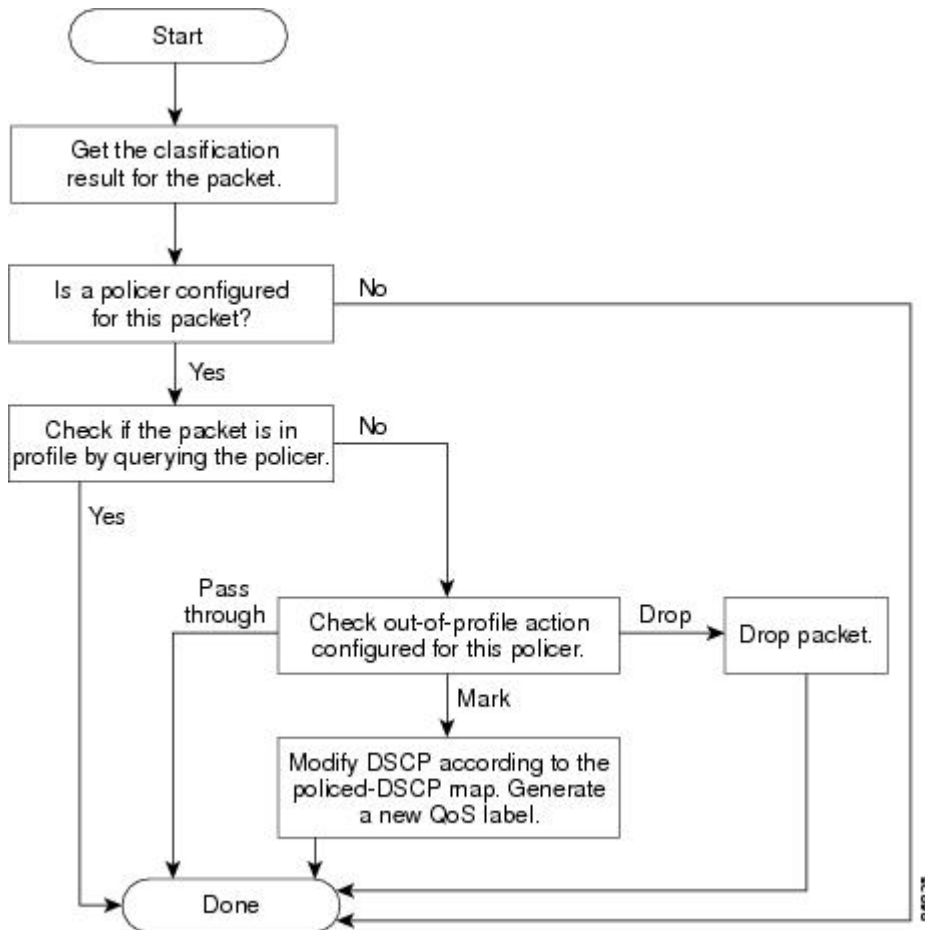 Start
Get the clasification
result for the packet.
Is a policer configured
for this packet?
No
Yes
Check if the packet is in
profile by querying the policer.
No
Yes
Pass
through
Check out-of-profile action
configured for this policer.
Drop
Drop packet.
Mark
Modify DSCP according to the
policed-DSCP map. Generate
a new QoS label.
Done